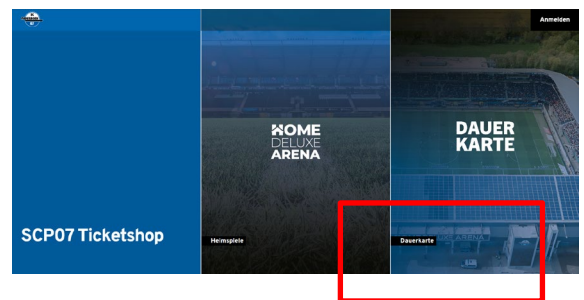 Anmelden
SCP07 Ticketshop
HOME
DELUXE
ARENA
Heimspiele
DAUER
KARTE
Dauerkarte